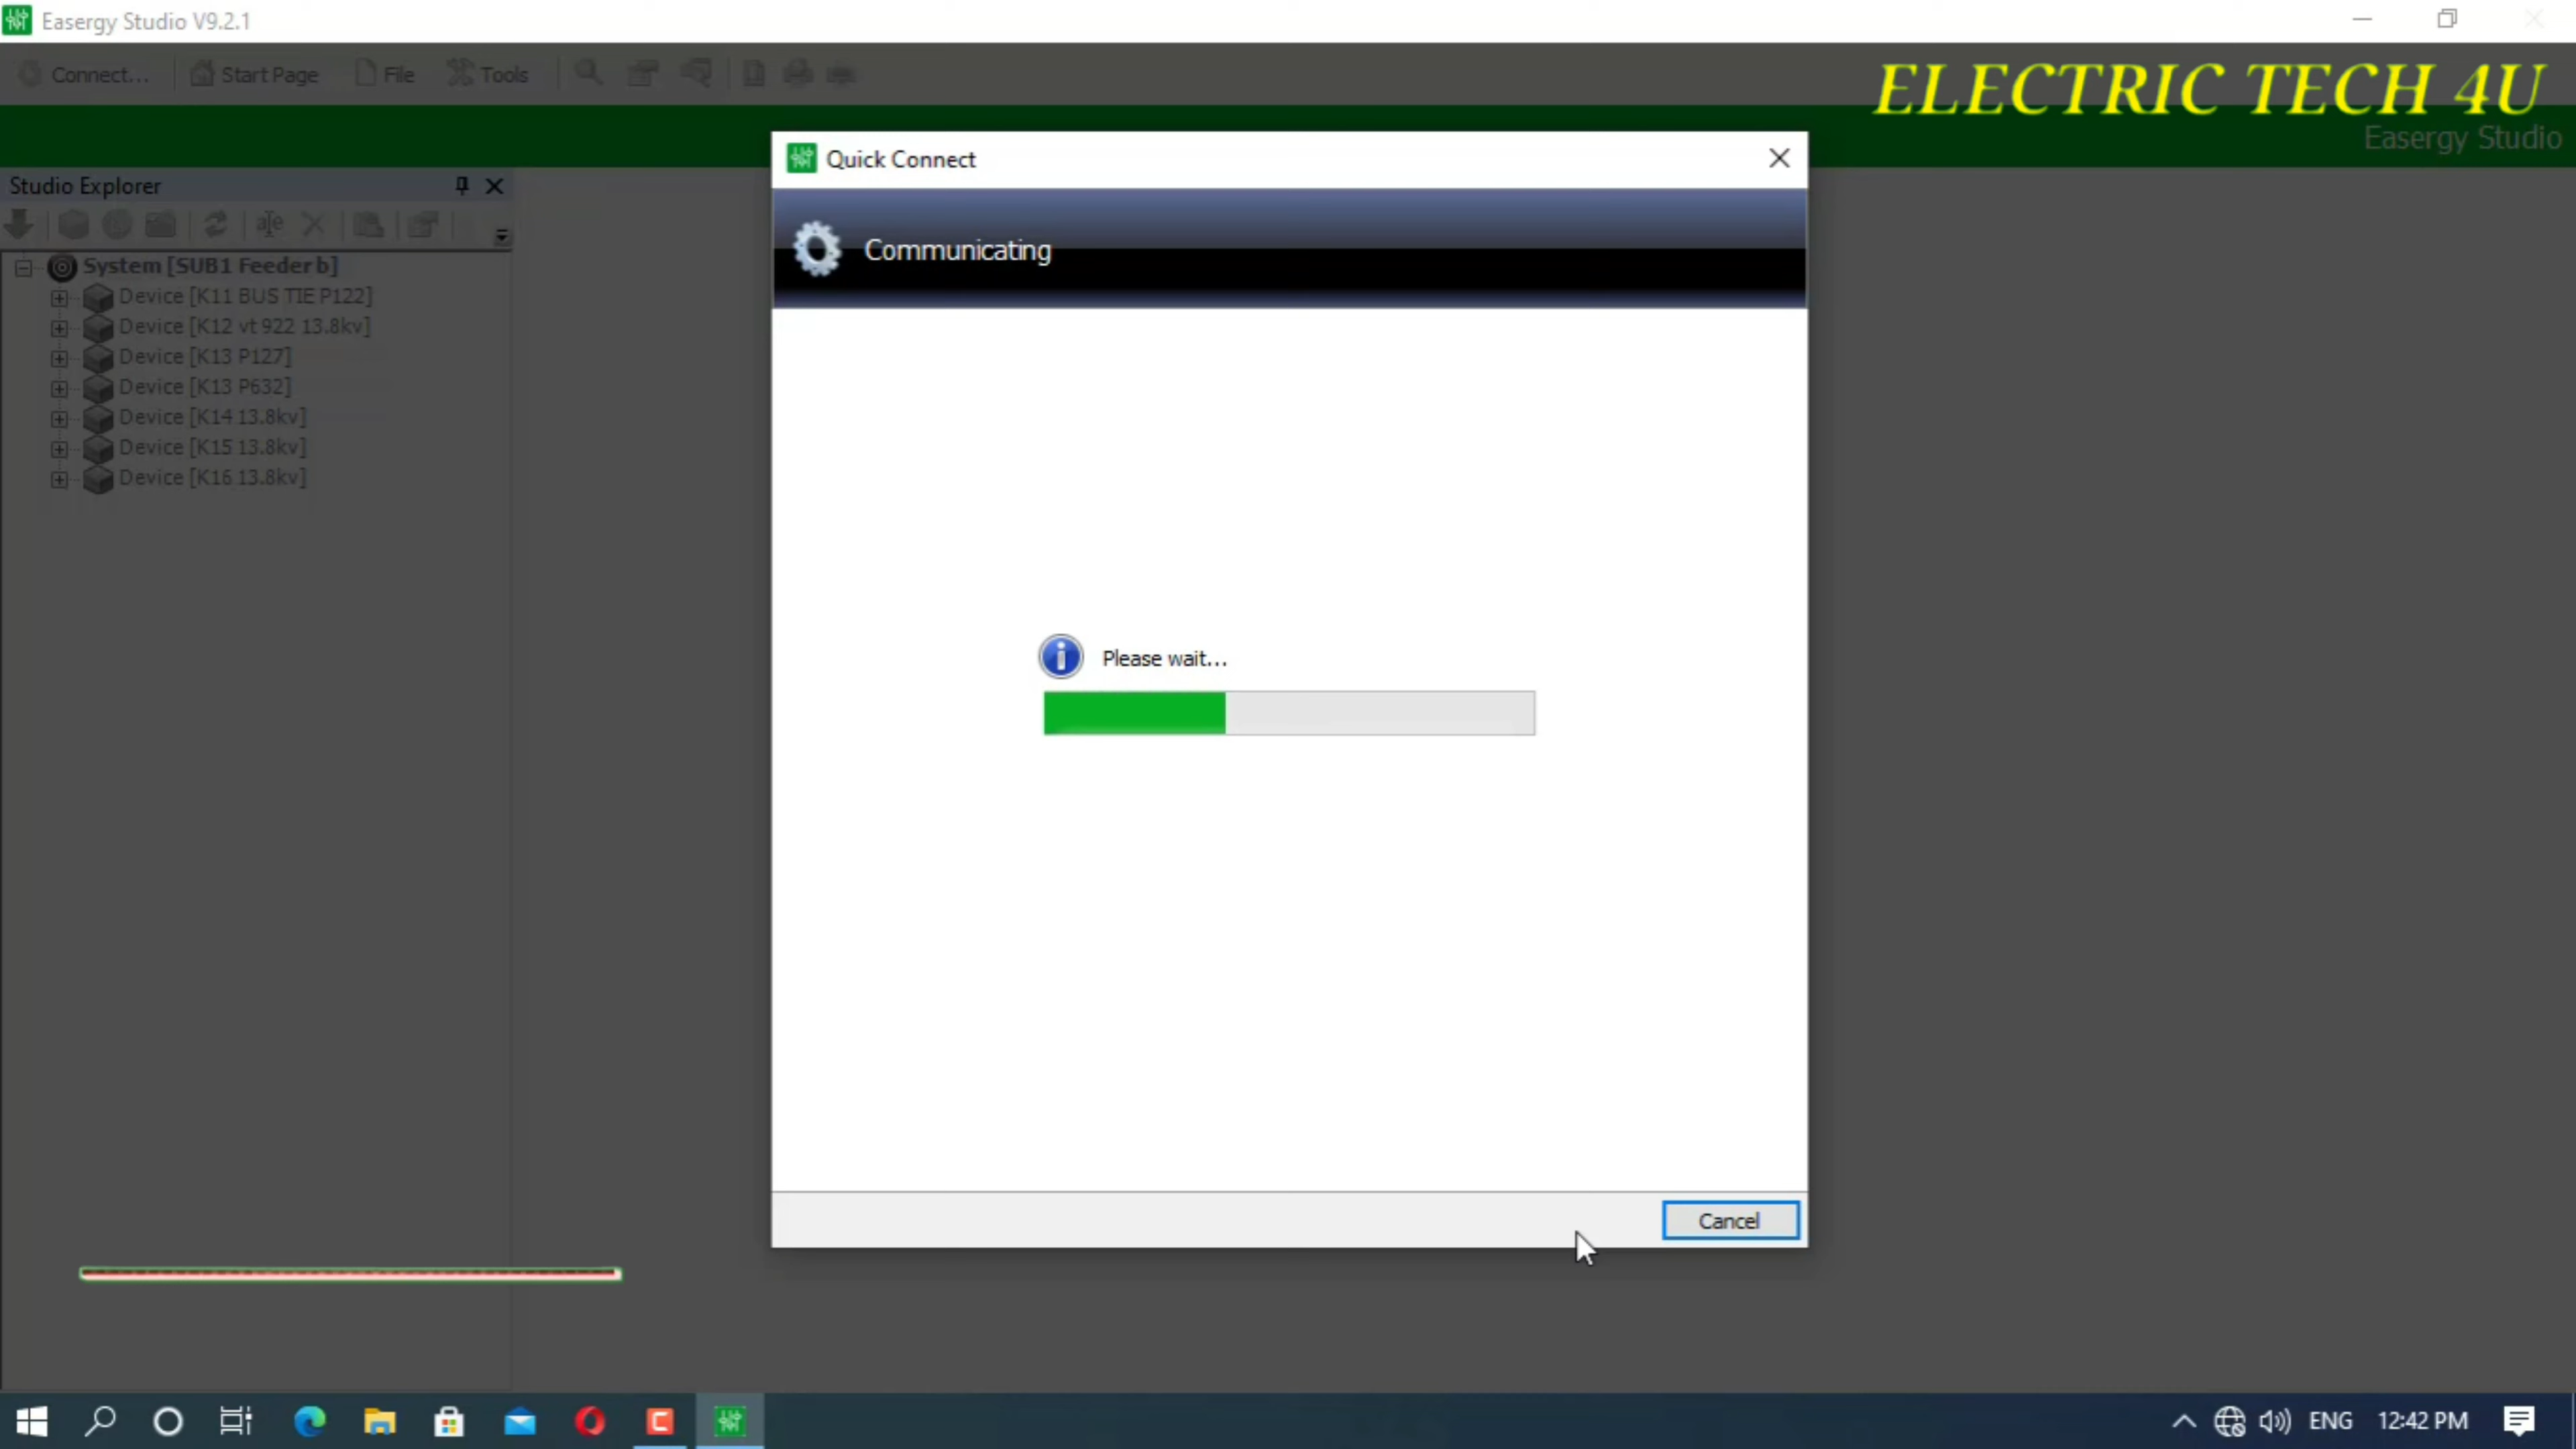 Easergy Studio V9.2.1
Connect...
Start Page
File
Tools
ELECTRIC TECH 4U
Easergy Studio
Studio Explorer
System [SUB1 Feeder b]
Device [K11 BUS TIE P122]
Device [K12 vt 922 13.8kv]
Device [K13 P127]
Device [K13 P632]
Device [K14 13.8kv]
Device [K15 13.8kv]
Device [K16 13.8kv]
Quick Connect
Communicating
Please wait...
Cancel
ENG
12:42 PM